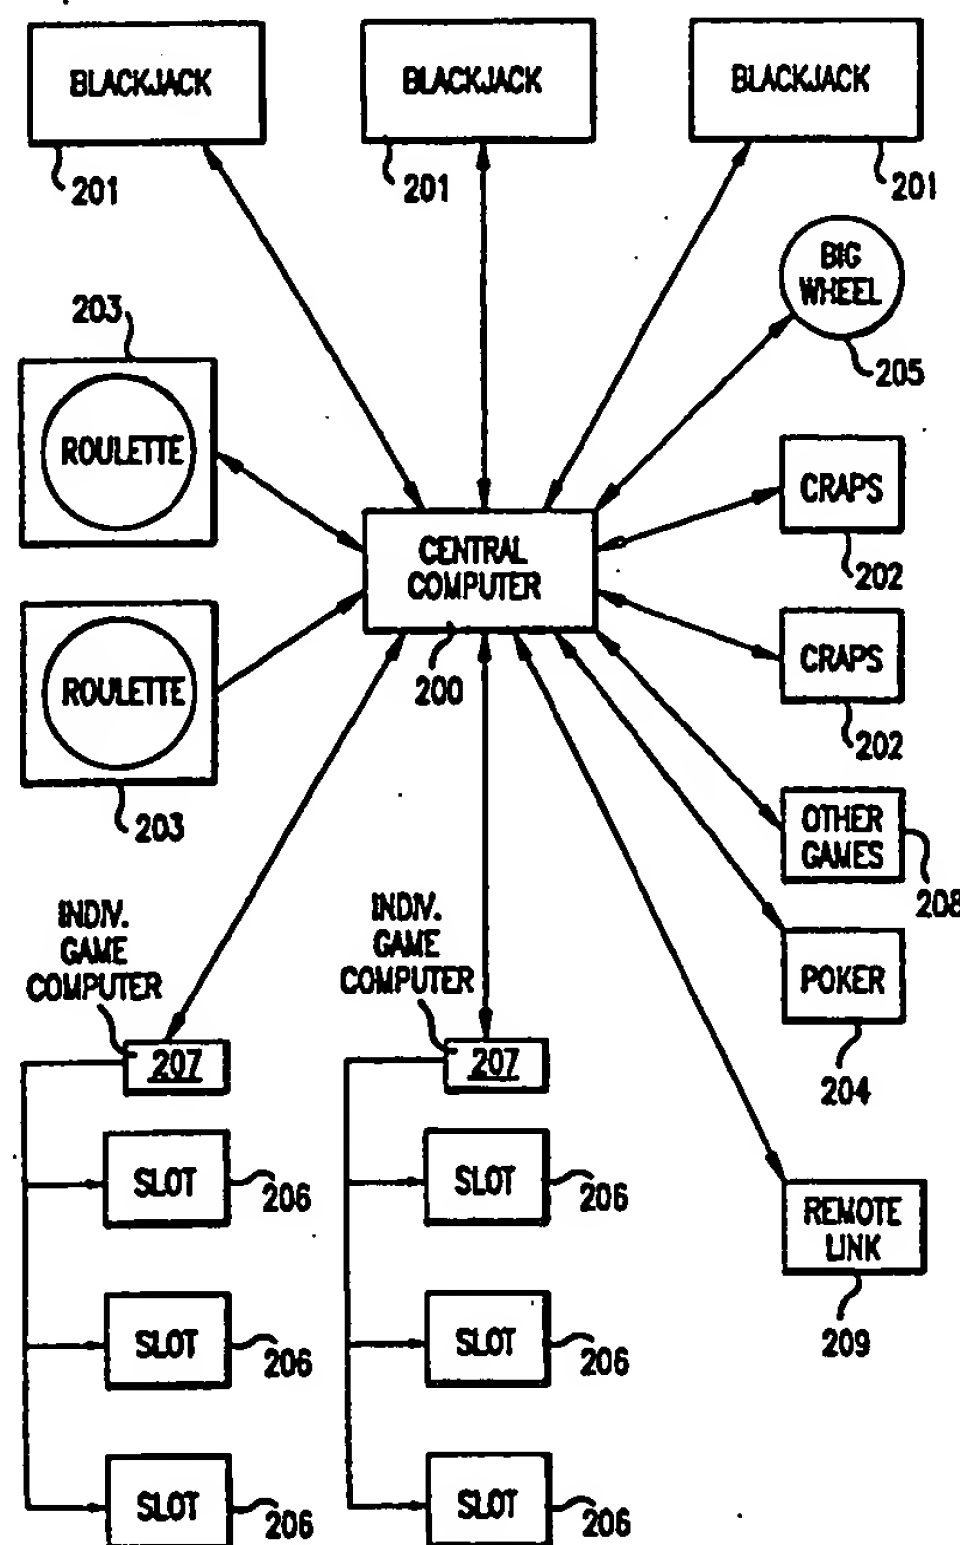 BLACKJACK
BLACKJACK
BLACKJACK
201
201
201
BIG
WHEEL
205
203
ROULETTE
CRAPS
202
CENTRAL
COMPUTER
200
ROULETTE
203
CRAPS
202
OTHER
GAMES
208
POKER
204
INDIV.
GAME
COMPUTER
207
INDIV.
GAME
COMPUTER
207
SLOT
206
SLOT
206
SLOT
206
SLOT
206
SLOT
206
SLOT
206
REMOTE
LINK
209